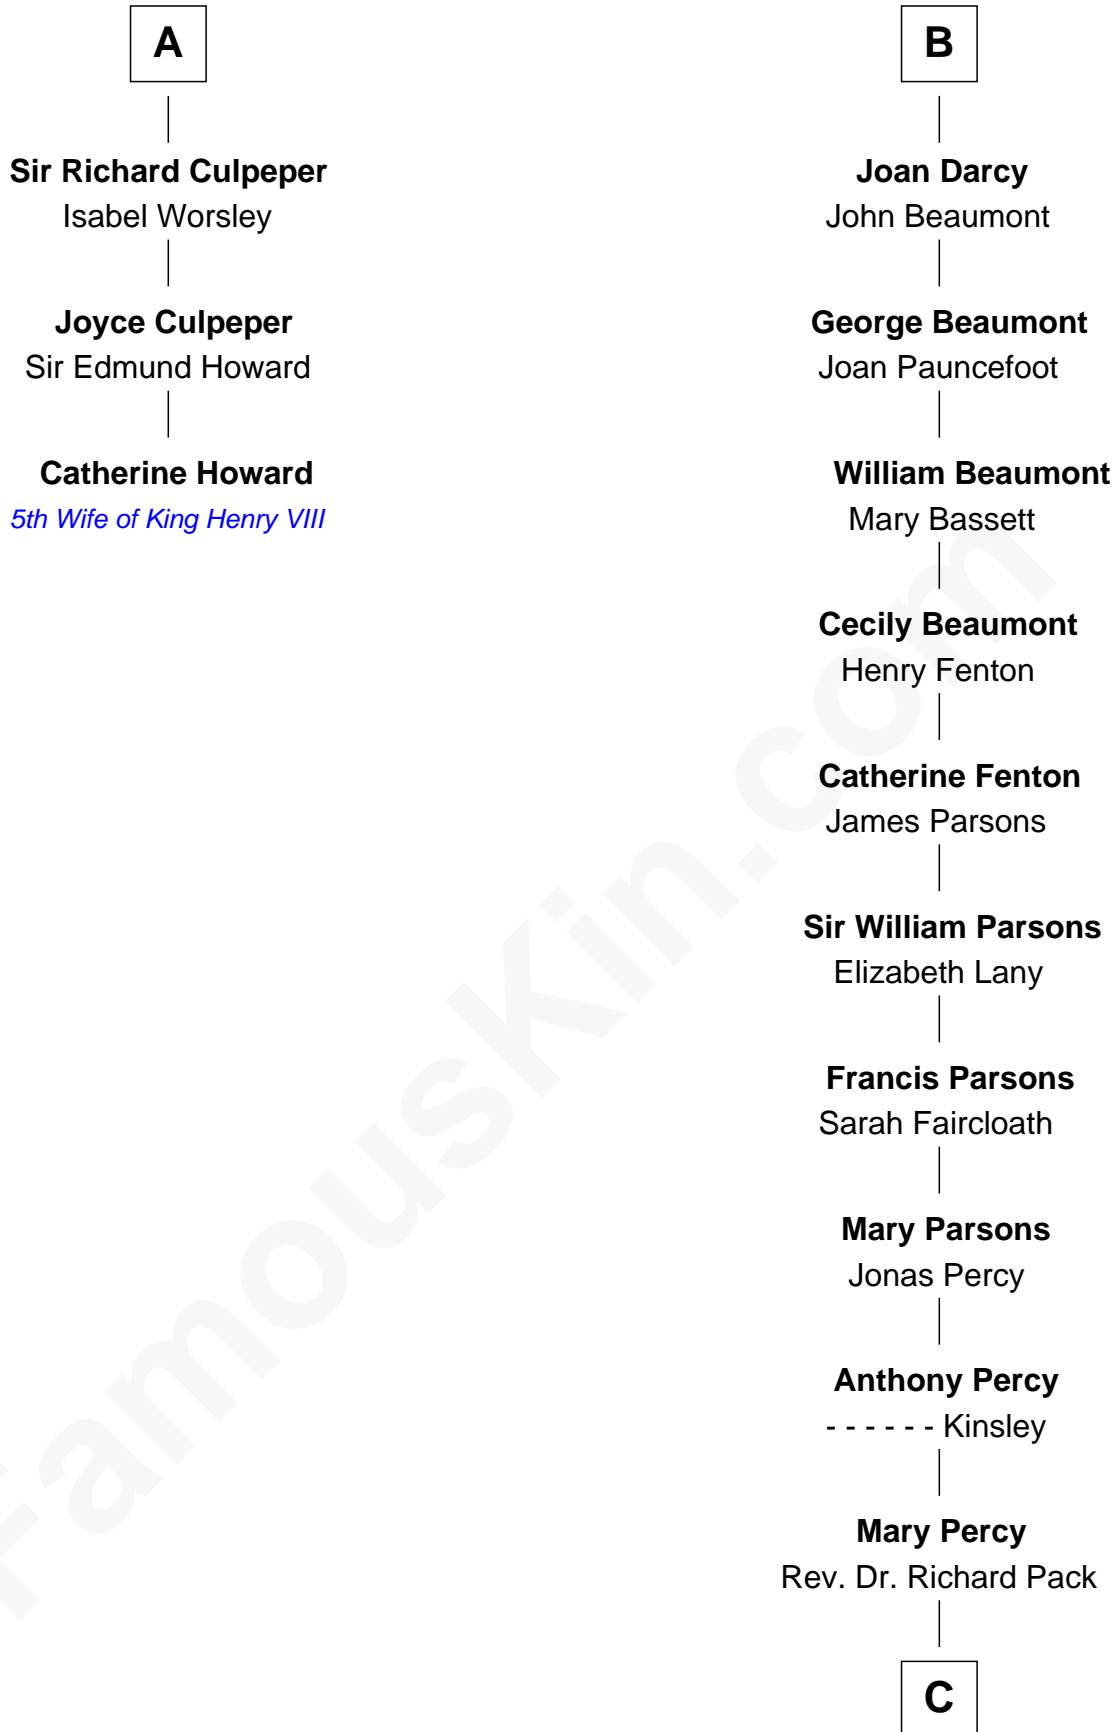 A
Sir Richard Culpeper
Isabel Worsley
Joyce Culpeper
Sir Edmund Howard
Catherine Howard
5th Wife of King Henry VIII
B
Joan Darcy
John Beaumont
George Beaumont
Joan Pauncefoot
William Beaumont
Mary Bassett
Cecily Beaumont
Henry Fenton
Catherine Fenton
James Parsons
Sir William Parsons
Elizabeth Lany
Francis Parsons
Sarah Faircloath
Mary Parsons
Jonas Percy
Anthony Percy
- - - - - - Kinsley
Mary Percy
Rev. Dr. Richard Pack
C
FamousKin.com